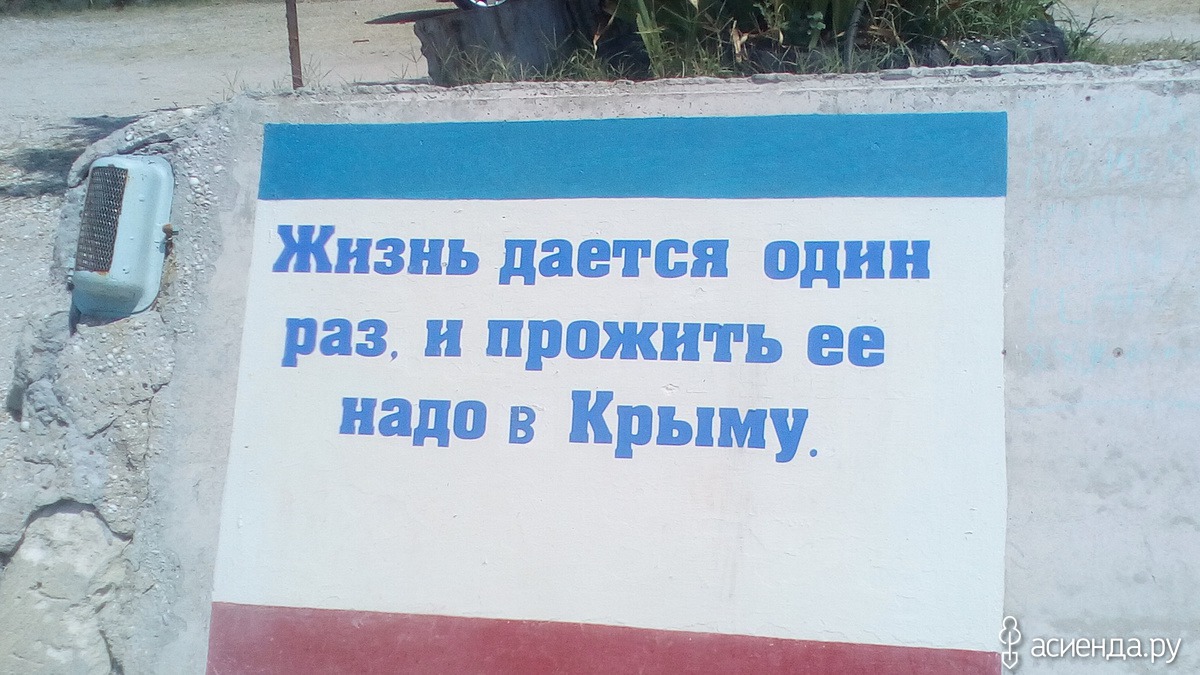 Жизнь дается один
раз, и прожить ее
надо в Крыму.
асиенда.ру